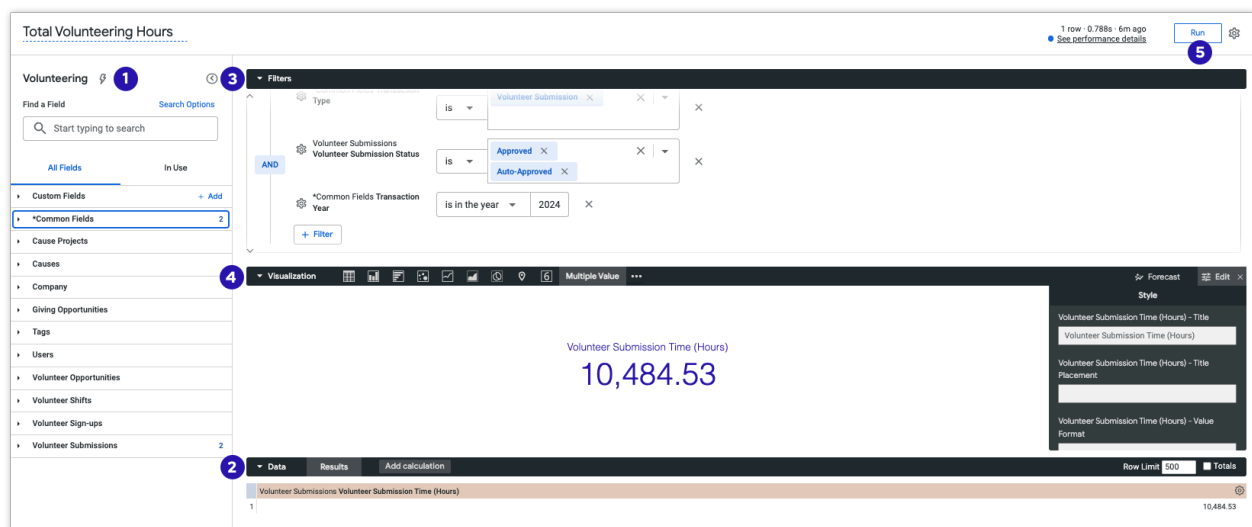 Total Volunteering Hours
1 row · 0.788s · 6m ago
See performance details
Run
5
Volunteering
1
Find a Field
Search Options
Start typing to search
All Fields
In Use
Custom Fields
+ Add
*Common Fields
2
Cause Projects
Causes
Company
Giving Opportunities
Tags
Users
Volunteer Opportunities
Volunteer Shifts
Volunteer Sign-ups
Volunteer Submissions
2
3
Filters
Type
is
Volunteer Submission
AND
Volunteer Submissions
Volunteer Submission Status
is
Approved
Auto-Approved
*Common Fields Transaction
Year
is in the year
2024
+ Filter
4
Visualization
6
Multiple Value
Forecast
Edit
Style
Volunteer Submission Time (Hours) - Title
Volunteer Submission Time (Hours)
Volunteer Submission Time (Hours) - Title
Placement
Volunteer Submission Time (Hours) - Value
Format
Volunteer Submission Time (Hours)
10,484.53
2
Data
Results
Add calculation
Row Limit 500
Totals
Volunteer Submissions Volunteer Submission Time (Hours)
1
10,484.53